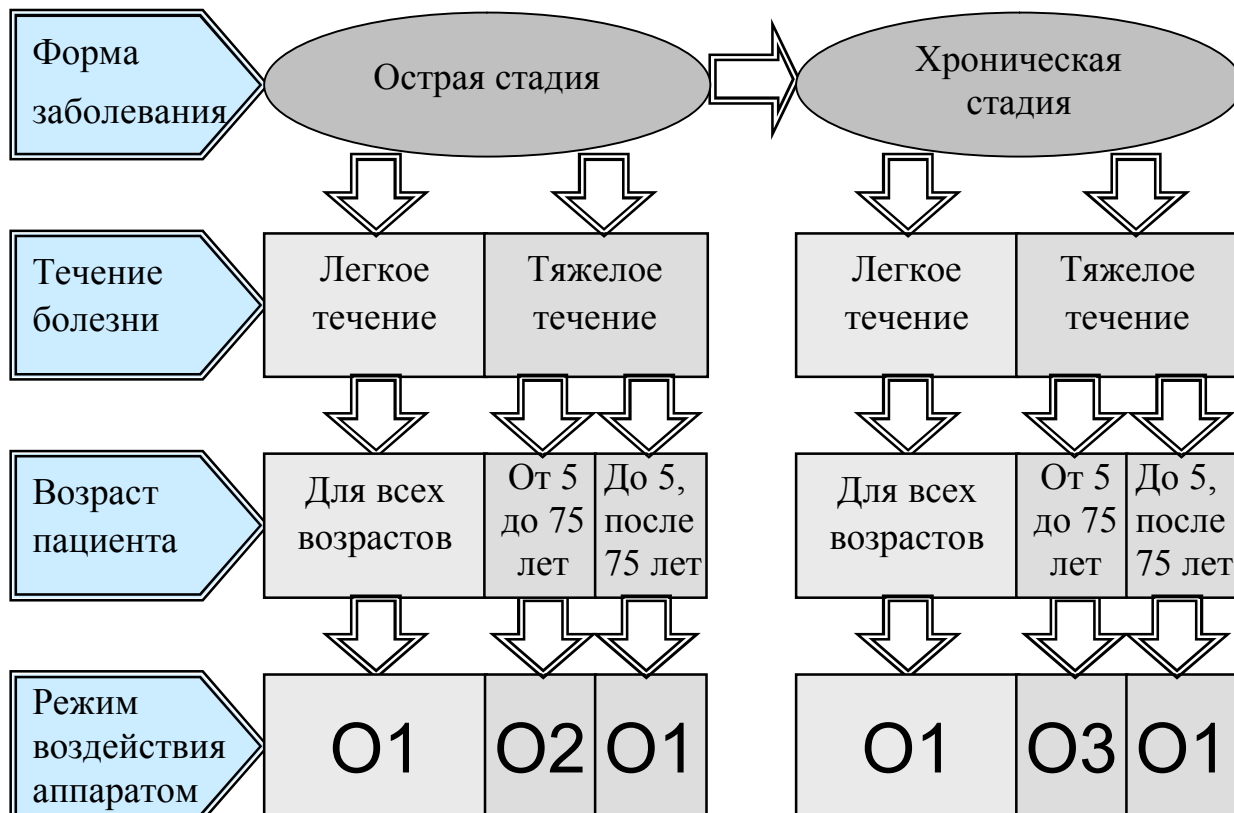 Форма
заболевания
Острая стадия
Хроническая
стадия
Течение
болезни
Легкое
течение
Тяжелое
течение
Легкое
течение
Тяжелое
течение
Возраст
пациента
Для всех
возрастов
От 5
до 75
лет
До 5,
после
75 лет
Для всех
возрастов
От 5
до 75
лет
До 5,
после
75 лет
Режим
воздействия
аппаратом
О1
О2
О1
О1
О3
О1